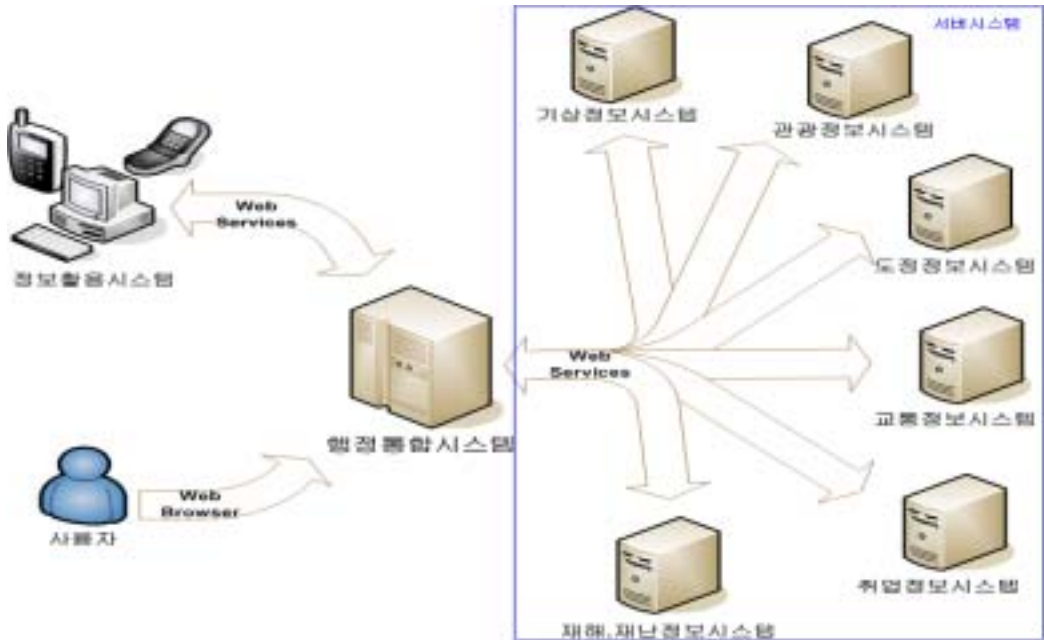 서버시스템
기상정보시스템
관광정보시스템
Web
Services
도정정보시스템
정보활용시스템
Web
Services
교통정보시스템
행정통합시스템
Web
Browser
사용자
취업정보시스템
재해,재난정보시스템